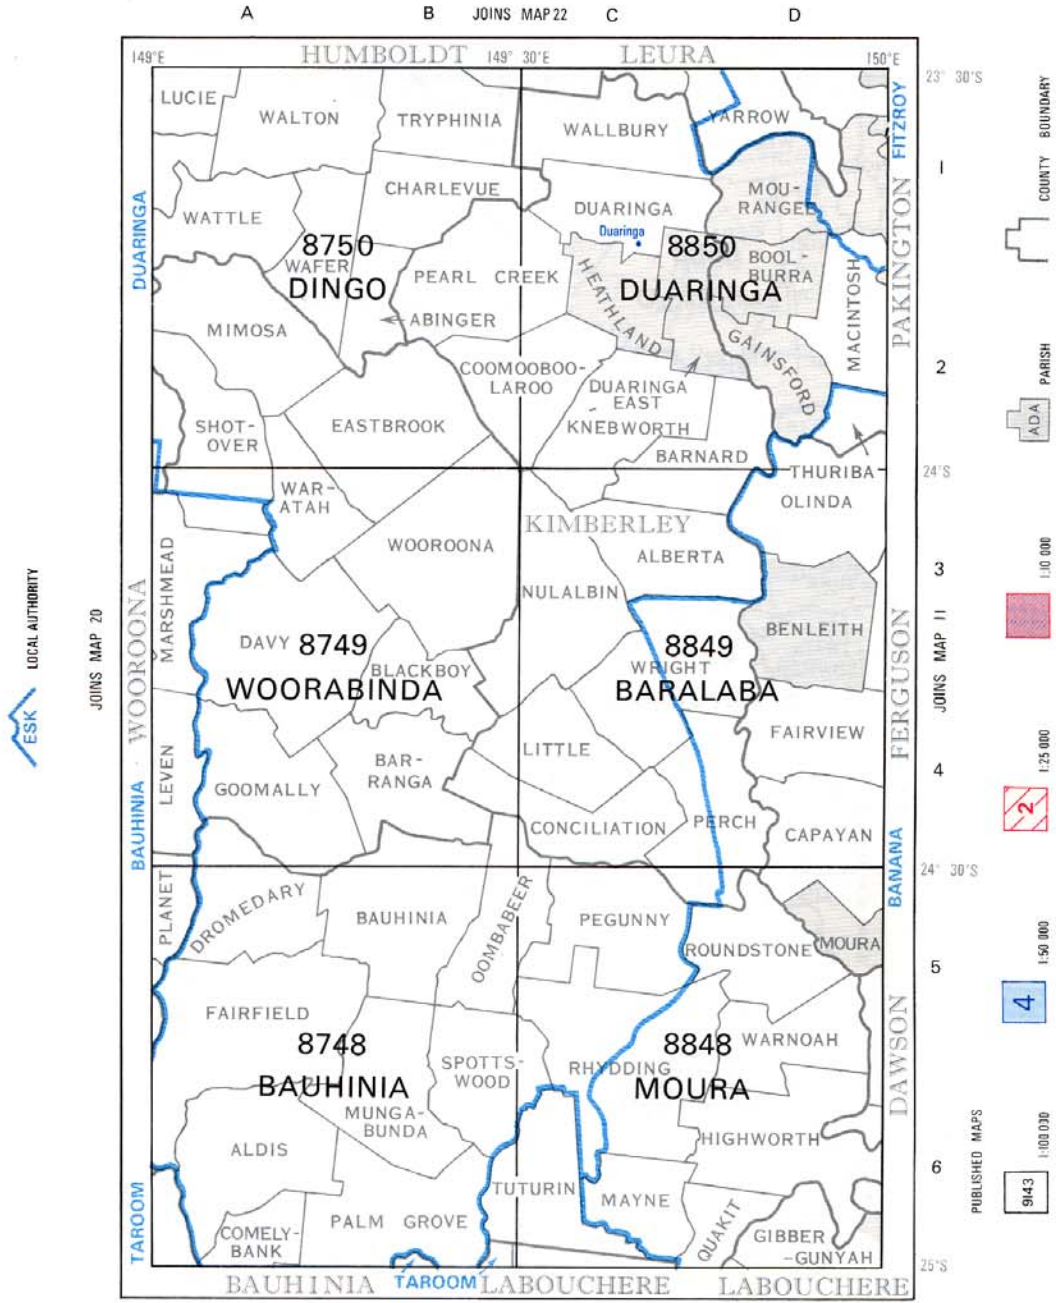 A
B
JOINS MAP 22
C
D
149°E
HUMBOLDT
149° 30'E
LEURA
150°E
23° 30'S
LUCIE
WALTON
TRYPHINIA
WALLBURY
YARROW
FITZROY
BOUNDARY
COUNTY
1
CHARLEVUE
MOU-
RANGEE
WATTLE
DUARINGA
DUARINGA
Duaringa
PAKINGTON
8750
WAFER
DINGO
8850
DUARINGA
BOOL-
BURRA
PEARL CREEK
HEATHLAND
MACINTOSH
ABINGER
MIMOSA
GAINSFORD
2
COOMOOBOO-
LAROO
DUARINGA
EAST
PARISH
ADA
SHOT-
OVER
EASTBROOK
KNEBWORTH
BARNARD
THURIBA
24°S
WAR-
ATAH
OLINDA
KIMBERLEY
WOOROONA
ALBERTA
3
1:10 000
MARSHMEAD
NULALBIN
WOOROONA
LOCAL AUTHORITY
ESK
JOINS MAP 20
DAVY
8749
BLACKBOY
WOORABINDA
WRIGHT
8849
BARALABA
BENLEITH
FERGUSON
JOINS MAP 11
FAIRVIEW
LITTLE
BAR-
RANGA
LEVEN
GOOMALLY
4
1:25 000
2
BAUHINIA
CONCILIATION
PERCH
CAPAYAN
BANANA
24° 30'S
PLANET
DROMEDARY
BAUHINIA
OOMBABEER
PEGUNNY
ROUNDSTONE
MOURA
5
1:50 000
4
FAIRFIELD
8748
BAUHINIA
SPOTTS-
WOOD
RHYDDING
8848
MOURA
WARNOAH
DAWSON
MUNGA-
BUNDA
ALDIS
HIGHWORTH
6
PUBLISHED MAPS
1:100 000
9143
TAROOM
TUTURIN
MAYNE
COMELY-
BANK
PALM GROVE
QUAKIT
GIBBER
-GUNYAH
25°S
BAUHINIA
TAROOM
LABOUCHERE
LABOUCHERE